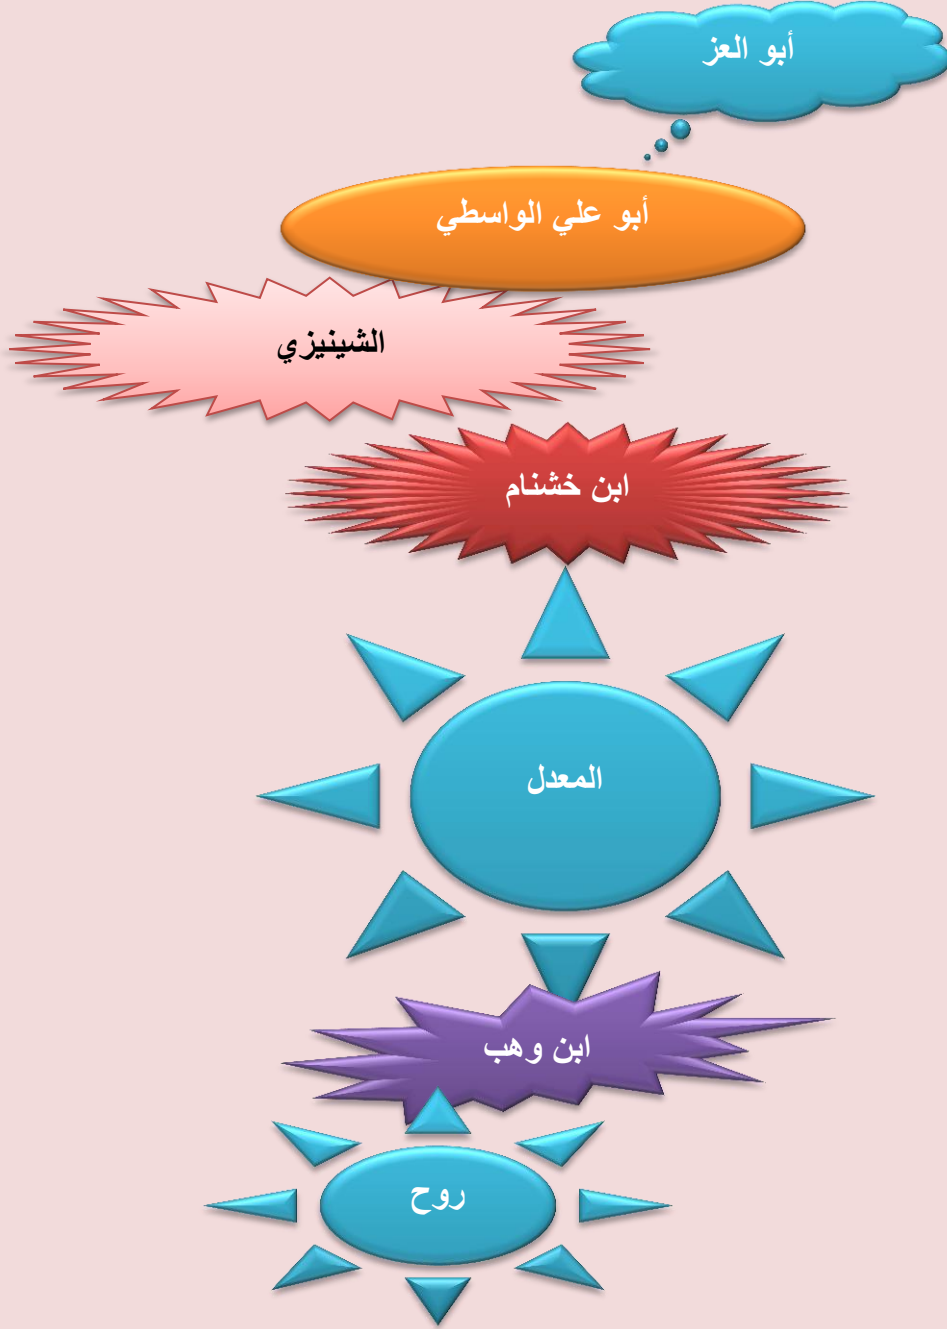 أبو العز
أبو علي الواسطي
الشينيزي
ابن خشنام
المعدل
ابن وهب
روح